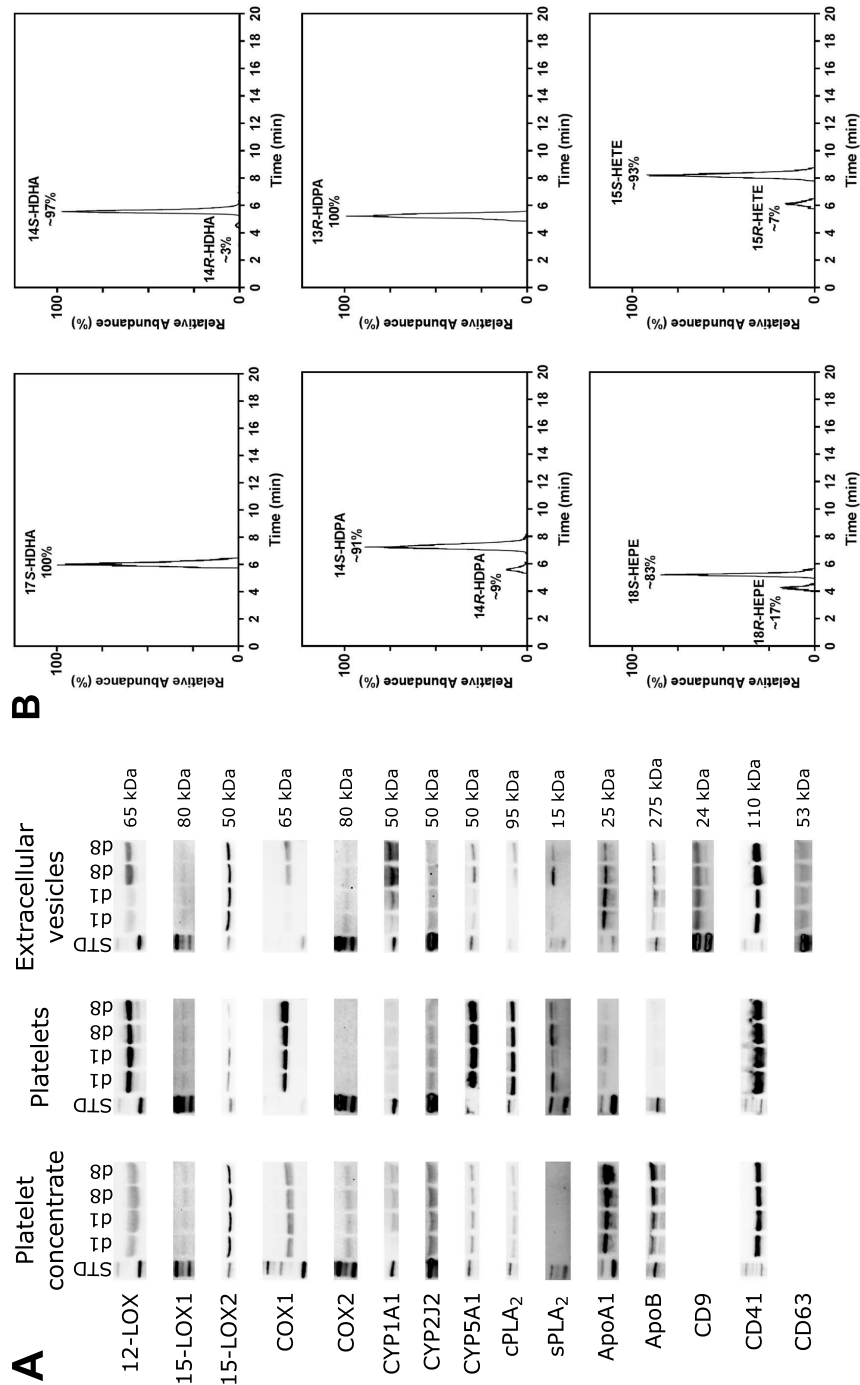 A
Platelet
concentrate
Platelets
Extracellular
vesicles
STD d1 d1 d8 d8 STD d1 d1 d8 d8 STD d1 d1 d8 d8
12-LOX 65 kDa
15-LOX1 80 kDa
15-LOX2 50 kDa
COX1 65 kDa
COX2 80 kDa
CYP1A1 50 kDa
CYP2J2 50 kDa
CYP5A1 50 kDa
cPLA2 95 kDa
sPLA2 15 kDa
ApoA1 25 kDa
ApoB 275 kDa
CD9 24 kDa
CD41 110 kDa
CD63 53 kDa
B
17S-HDHA
100%
100
0
Relative Abundance (%)
0 2 4 6 8 10 12 14 16 18 20
Time (min)
14S-HDHA
~97%
14R-HDHA
~3%
100
0
Relative Abundance (%)
0 2 4 6 8 10 12 14 16 18 20
Time (min)
14S-HDPA
~91%
14R-HDPA
~9%
100
0
Relative Abundance (%)
0 2 4 6 8 10 12 14 16 18 20
Time (min)
13R-HDPA
100%
100
0
Relative Abundance (%)
0 2 4 6 8 10 12 14 16 18 20
Time (min)
18S-HEPE
~83%
18R-HEPE
~17%
100
0
Relative Abundance (%)
0 2 4 6 8 10 12 14 16 18 20
Time (min)
15S-HETE
~93%
15R-HETE
~7%
100
0
Relative Abundance (%)
0 2 4 6 8 10 12 14 16 18 20
Time (min)